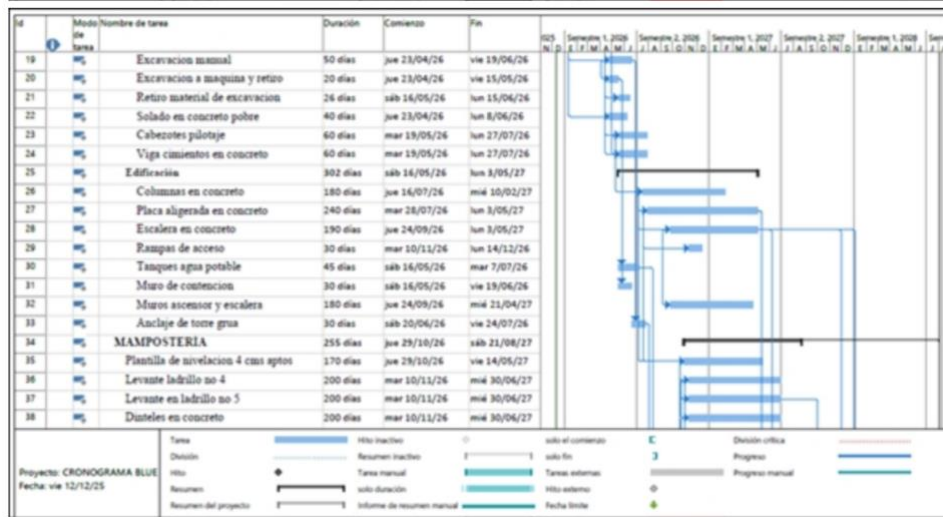 Id Modo de tarea Nombre de tarea Duración Comienzo Fin
025 Semestre 1, 2026 Semestre 2, 2026 Semestre 1, 2027 Semestre 2, 2027 Semestre 1, 2028
N D E F M A M J J A S O N D E F M A M J J A S O N D E F M A M J J
19 Excavacion manual 50 días jue 23/04/26 vie 19/06/26
20 Excavacion a maquina y retiro 20 días jue 23/04/26 vie 15/05/26
21 Retiro material de excavacion 26 días sáb 16/05/26 lun 15/06/26
22 Solado en concreto pobre 40 días jue 23/04/26 lun 8/06/26
23 Cabezotes pilotaje 60 días mar 19/05/26 lun 27/07/26
24 Viga cimientos en concreto 60 días mar 19/05/26 lun 27/07/26
25 Edificación 302 días sáb 16/05/26 lun 3/05/27
26 Columnas en concreto 180 días jue 16/07/26 mié 10/02/27
27 Placa aligerada en concreto 240 días mar 28/07/26 lun 3/05/27
28 Escalera en concreto 190 días jue 24/09/26 lun 3/05/27
29 Rampas de acceso 30 días mar 10/11/26 lun 14/12/26
30 Tanques agua potable 45 días sáb 16/05/26 mar 7/07/26
31 Muro de contencion 30 días sáb 16/05/26 vie 19/06/26
32 Muros ascensor y escalera 180 días jue 24/09/26 mié 21/04/27
33 Anclaje de torre grua 30 días sáb 20/06/26 vie 24/07/26
34 MAMPOSTERIA 255 días jue 29/10/26 sáb 21/08/27
35 Plantilla de nivelacion 4 cms aptos 170 días jue 29/10/26 vie 14/05/27
36 Levante ladrillo no 4 200 días mar 10/11/26 mié 30/06/27
37 Levante en ladrillo no 5 200 días mar 10/11/26 mié 30/06/27
38 Dinteles en concreto 200 días mar 10/11/26 mié 30/06/27
Proyecto: CRONOGRAMA BLUE
Fecha: vie 12/12/25
Tarea Hito inactivo solo el comienzo División crítica
División Resumen inactivo solo fin Progreso
Hito Tarea manual Tareas externas Progreso manual
Resumen solo duración Hito externo
Resumen del proyecto Informe de resumen manual Fecha límite